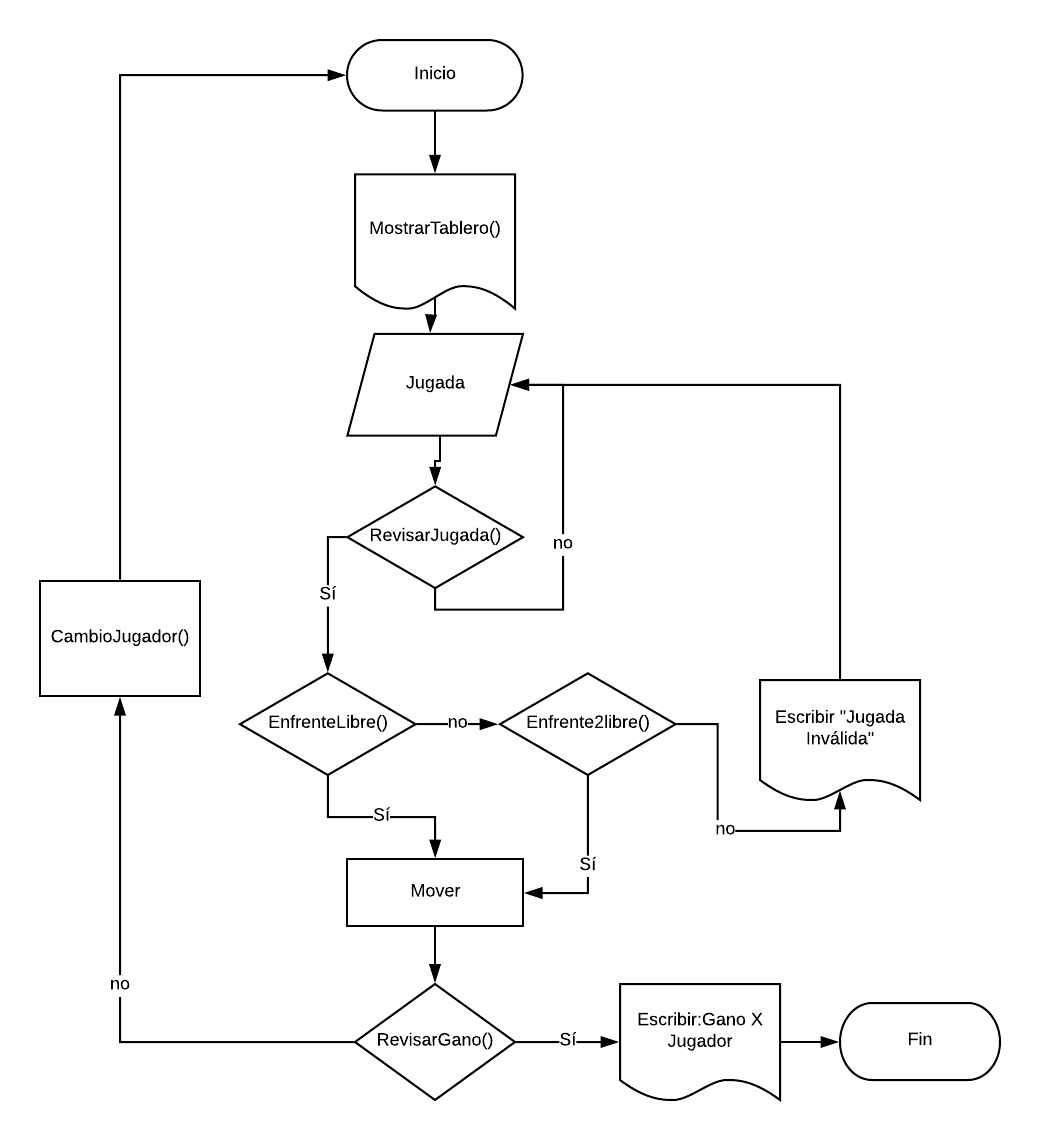 Inicio
MostrarTablero()
Jugada
RevisarJugada()
no
Sí
CambioJugador()
EnfrenteLibre()
no
Enfrente2libre()
Escribir "Jugada
Inválida"
Sí
no
Sí
Mover
no
RevisarGano()
Sí
Escribir:Gano X
Jugador
Fin